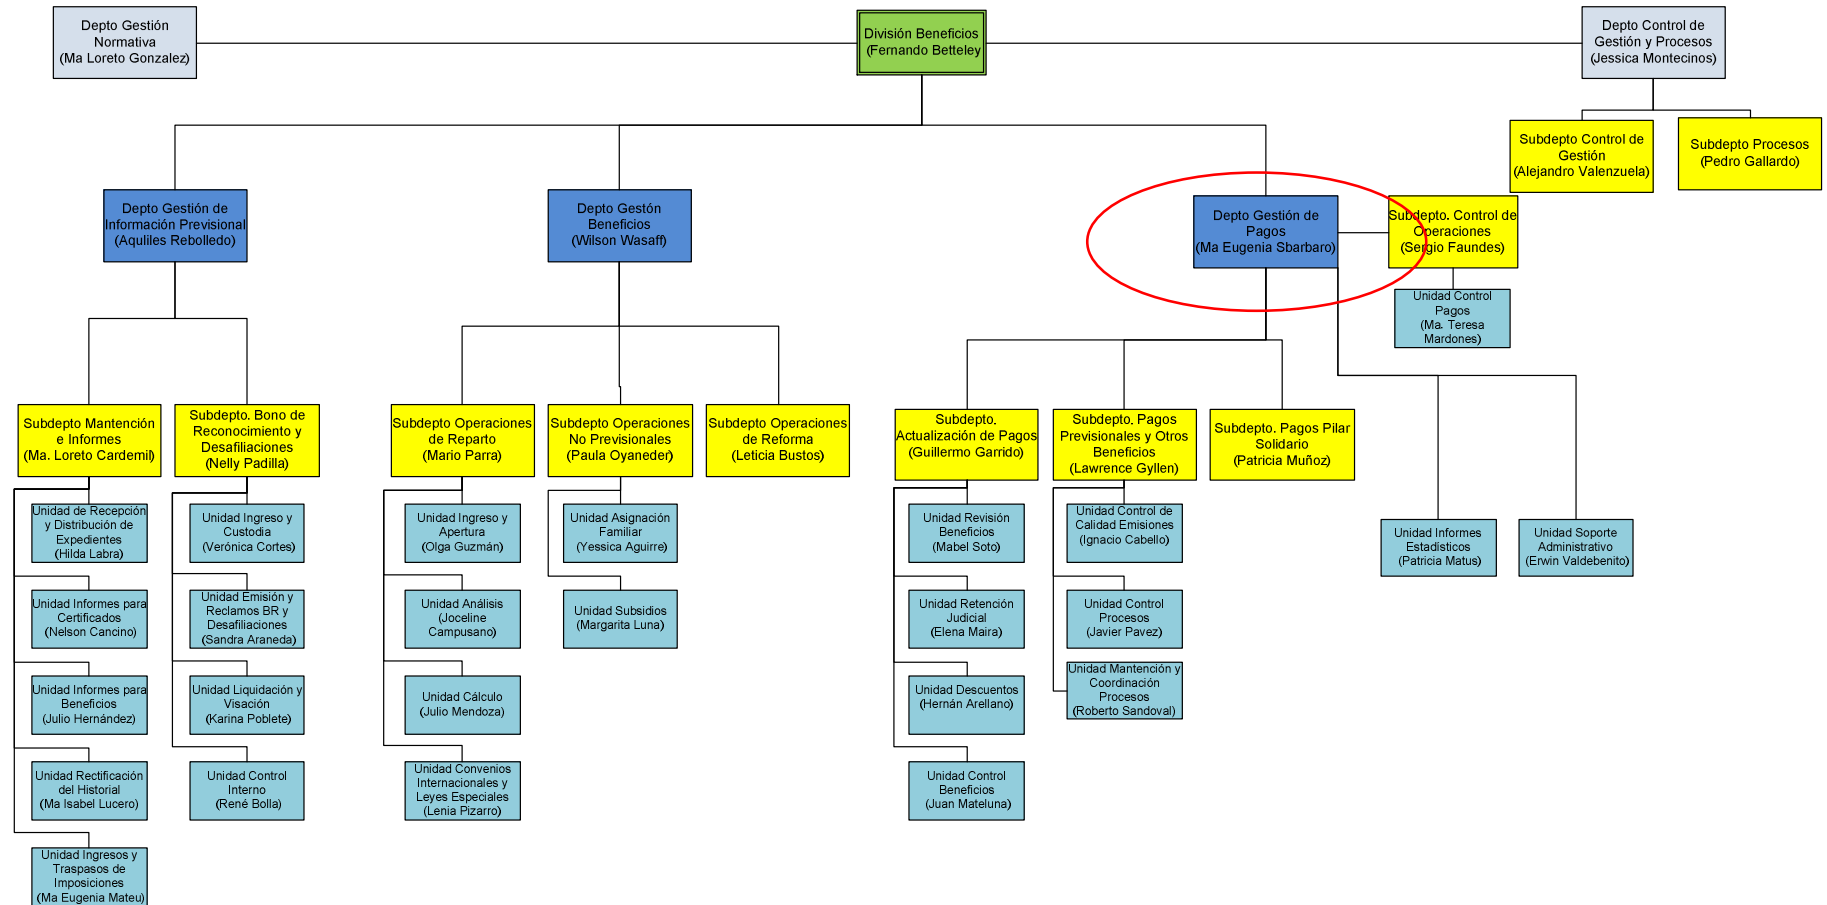 Depto Gestión
Normativa
(Ma Loreto Gonzalez)
División Beneficios
(Fernando Betteley
Depto Control de
Gestión y Procesos
(Jessica Montecinos)
Subdepto Control de
Gestión
(Alejandro Valenzuela)
Subdepto Procesos
(Pedro Gallardo)
Depto Gestión de
Información Previsional
(Aquliles Rebolledo)
Depto Gestón
Beneficios
(Wilson Wasaff)
Depto Gestión de
Pagos
(Ma Eugenia Sbarbaro)
Subdepto. Control de
Operaciones
(Sergio Faundes)
Unidad Control
Pagos
(Ma. Teresa
Mardones)
Subdepto Mantención
e Informes
(Ma. Loreto Cardemil)
Subdepto. Bono de
Reconocimiento y
Desafiliaciones
(Nelly Padilla)
Subdepto Operaciones
de Reparto
(Mario Parra)
Subdepto Operaciones
No Previsionales
(Paula Oyaneder)
Subdepto Operaciones
de Reforma
(Leticia Bustos)
Subdepto.
Actualización de Pagos
(Guillermo Garrido)
Subdepto. Pagos
Previsionales y Otros
Beneficios
(Lawrence Gyllen)
Subdepto. Pagos Pilar
Solidario
(Patricia Muñoz)
Unidad de Recepción
y Distribución de
Expedientes
(Hilda Labra)
Unidad Ingreso y
Custodia
(Verónica Cortes)
Unidad Ingreso y
Apertura
(Olga Guzmán)
Unidad Asignación
Familiar
(Yessica Aguirre)
Unidad Revisión
Beneficios
(Mabel Soto)
Unidad Control de
Calidad Emisiones
(Ignacio Cabello)
Unidad Informes
Estadísticos
(Patricia Matus)
Unidad Soporte
Administrativo
(Erwin Valdebenito)
Unidad Informes para
Certificados
(Nelson Cancino)
Unidad Emisión y
Reclamos BR y
Desafiliaciones
(Sandra Araneda)
Unidad Análisis
(Joceline
Campusano)
Unidad Subsidios
(Margarita Luna)
Unidad Retención
Judicial
(Elena Maira)
Unidad Control
Procesos
(Javier Pavez)
Unidad Informes para
Beneficios
(Julio Hernández)
Unidad Liquidación y
Visación
(Karina Poblete)
Unidad Cálculo
(Julio Mendoza)
Unidad Descuentos
(Hernán Arellano)
Unidad Mantención y
Coordinación
Procesos
(Roberto Sandoval)
Unidad Rectificación
del Historial
(Ma Isabel Lucero)
Unidad Control
Interno
(René Bolla)
Unidad Convenios
Internacionales y
Leyes Especiales
(Lenia Pizarro)
Unidad Control
Beneficios
(Juan Mateluna)
Unidad Ingresos y
Traspasos de
Imposiciones
(Ma Eugenia Mateu)